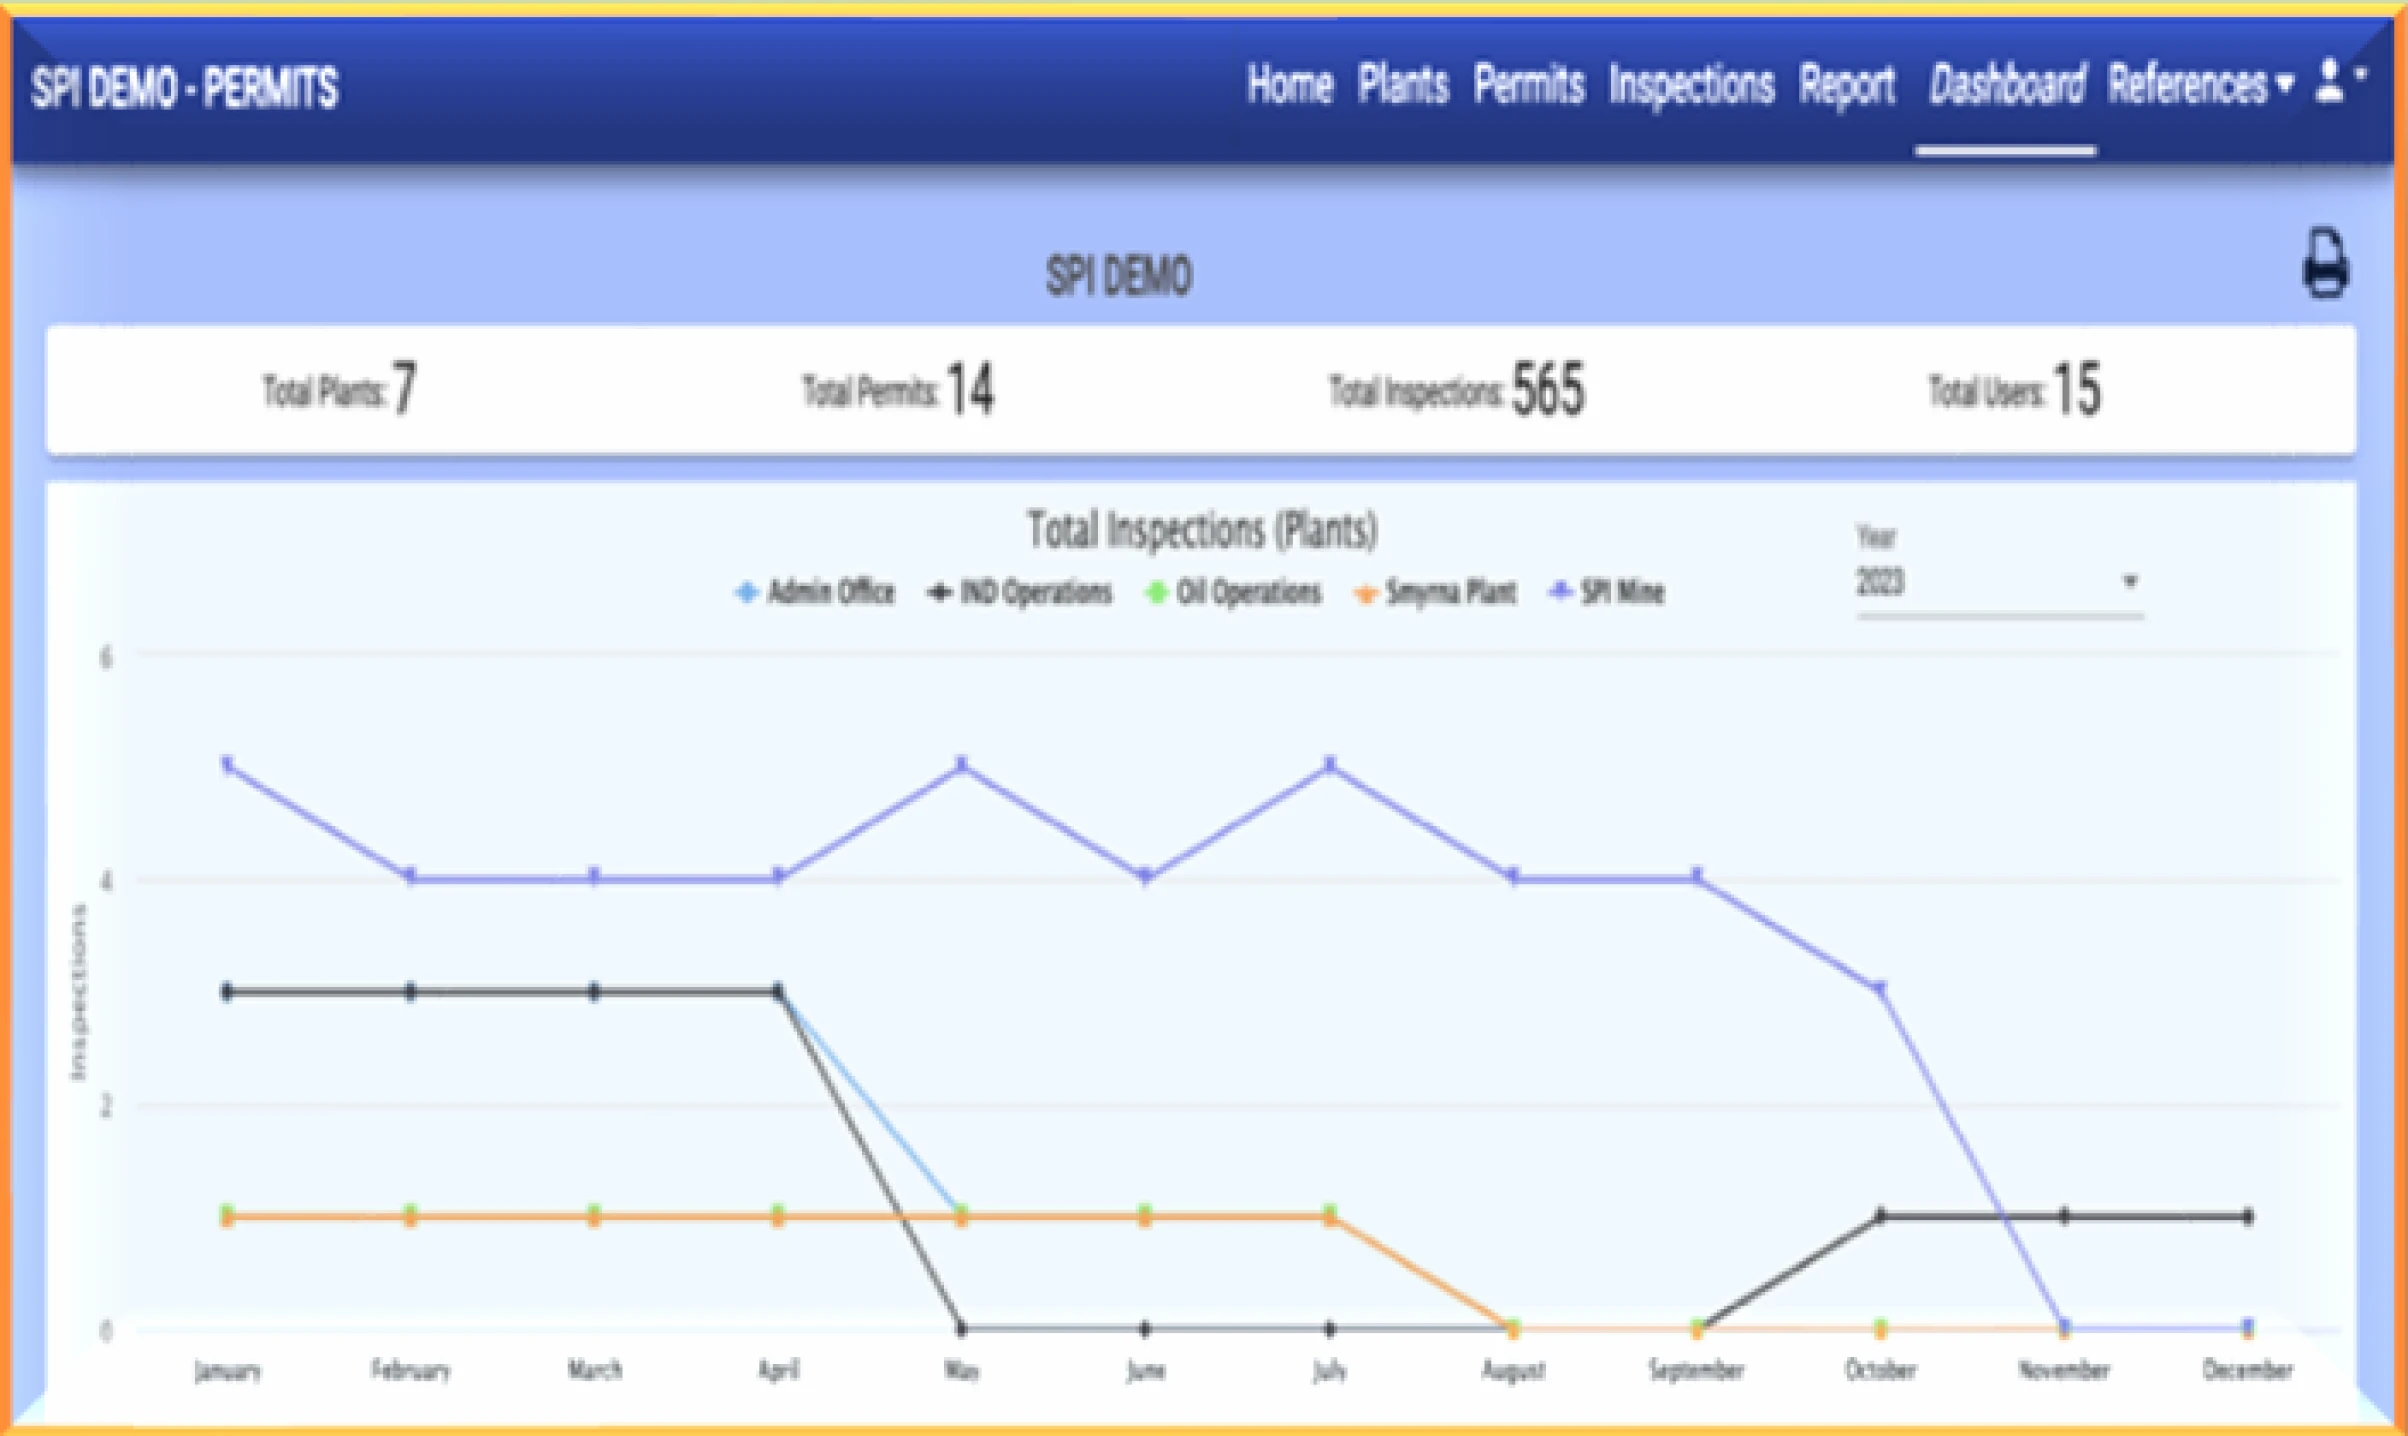 SPI DEMO - PERMITS
Home Plants Permits Inspections Report Dashboard References
SPI DEMO
Total Plants: 7 Total Permits: 14 Total Inspections: 565 Total Users: 15
Total Inspections (Plants)
Year
2023
Admin Office IND Operations Oil Operations Smyrna Plant SPI Mine
6
4
2
0
Inspections
January February March April May June July August September October November December